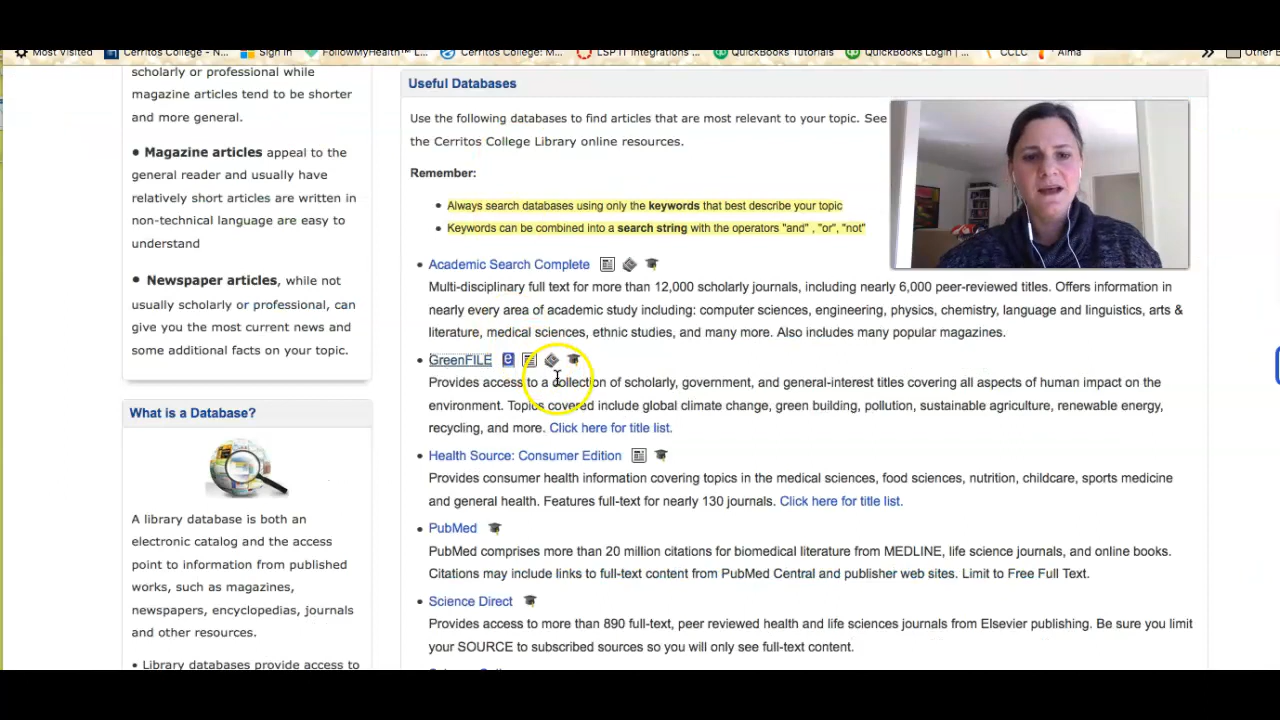 Most Visited
Cerritos College - N...
Sign In
FollowMyHealth™ L...
Cerritos College: M...
LSP IT Integrations ...
QuickBooks Tutorials
QuickBooks Login | ...
CCLC
Alma
»
scholarly or professional while
magazine articles tend to be shorter
and more general.
• Magazine articles appeal to the
general reader and usually have
relatively short articles are written in
non-technical language are easy to
understand
• Newspaper articles, while not
usually scholarly or professional, can
give you the most current news and
some additional facts on your topic.
What is a Database?
A library database is both an
electronic catalog and the access
point to information from published
works, such as magazines,
newspapers, encyclopedias, journals
and other resources.
• Library databases provide access to
Useful Databases
Use the following databases to find articles that are most relevant to your topic. See
the Cerritos College Library online resources.
Remember:
• Always search databases using only the keywords that best describe your topic
• Keywords can be combined into a search string with the operators "and" , "or", "not"
• Academic Search Complete
Multi-disciplinary full text for more than 12,000 scholarly journals, including nearly 6,000 peer-reviewed titles. Offers information in
nearly every area of academic study including: computer sciences, engineering, physics, chemistry, language and linguistics, arts &
literature, medical sciences, ethnic studies, and many more. Also includes many popular magazines.
• GreenFILE
Provides access to a collection of scholarly, government, and general-interest titles covering all aspects of human impact on the
environment. Topics covered include global climate change, green building, pollution, sustainable agriculture, renewable energy,
recycling, and more. Click here for title list.
• Health Source: Consumer Edition
Provides consumer health information covering topics in the medical sciences, food sciences, nutrition, childcare, sports medicine
and general health. Features full-text for nearly 130 journals. Click here for title list.
• PubMed
PubMed comprises more than 20 million citations for biomedical literature from MEDLINE, life science journals, and online books.
Citations may include links to full-text content from PubMed Central and publisher web sites. Limit to Free Full Text.
• Science Direct
Provides access to more than 890 full-text, peer reviewed health and life sciences journals from Elsevier publishing. Be sure you limit
your SOURCE to subscribed sources so you will only see full-text content.